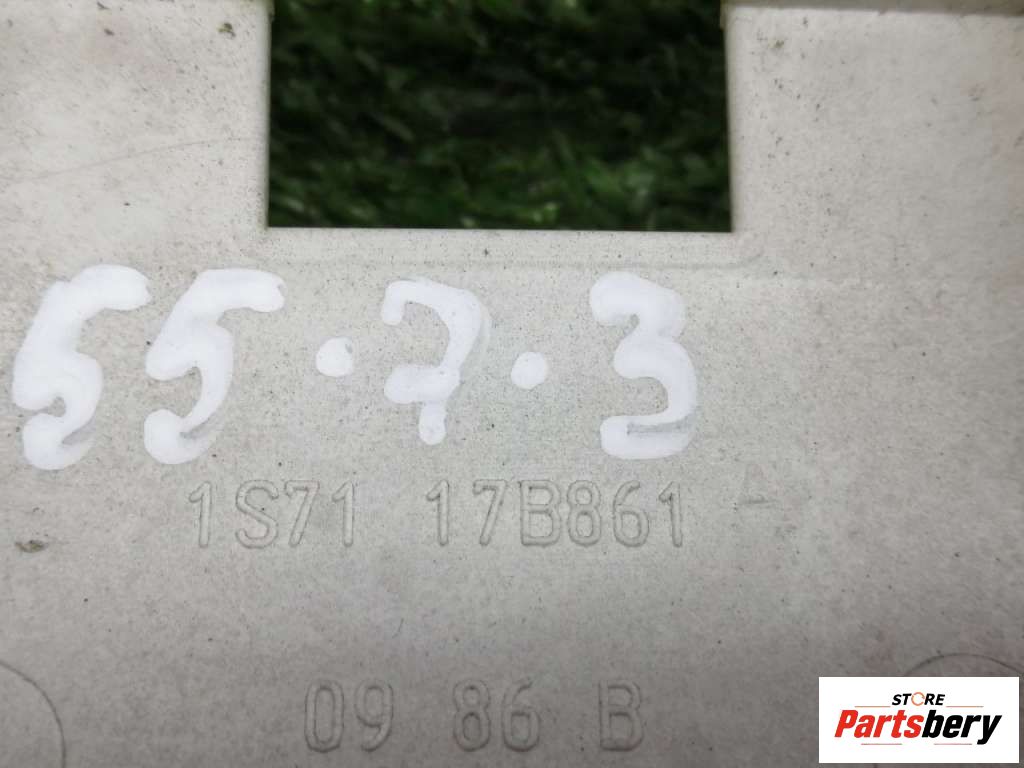 55.7.3
1S71 17B861 A
09 86 B
STORE
Partsbery